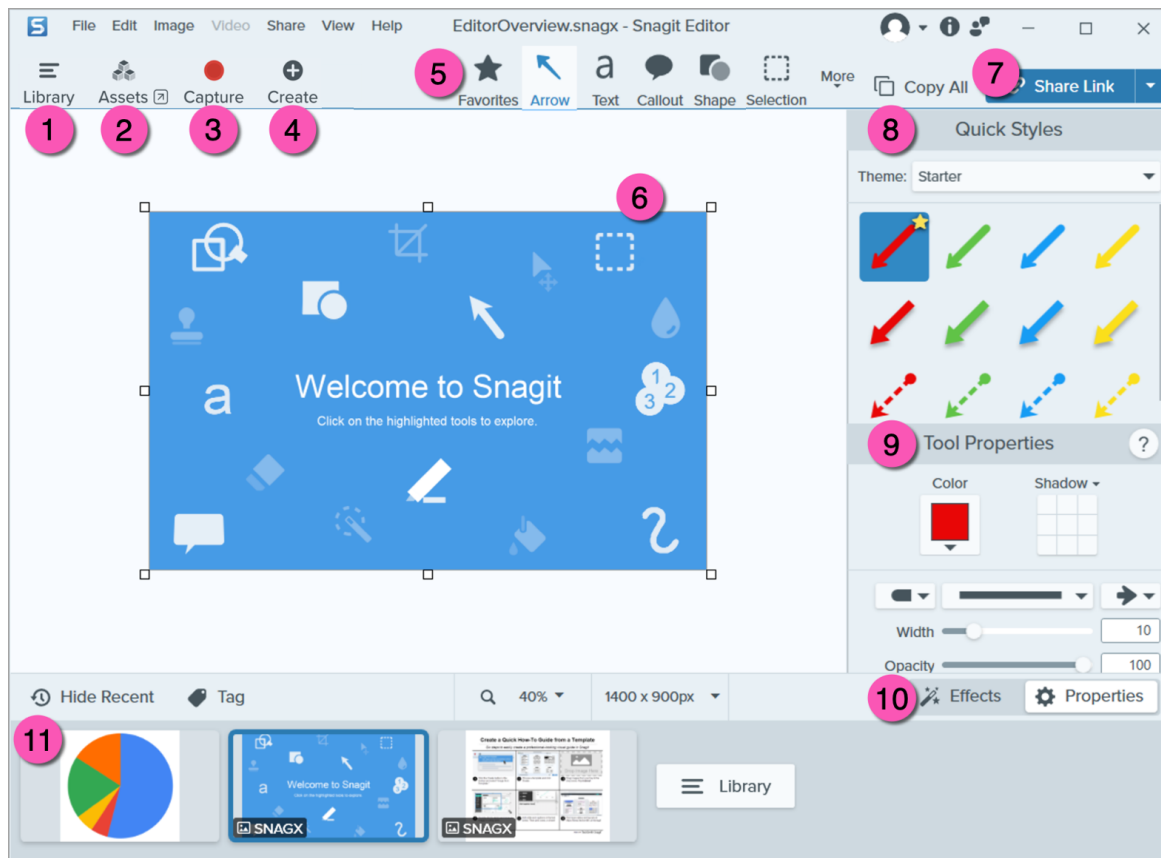 S File Edit Image Video Share View Help EditorOverview.snagx - Snagit Editor
Library Assets Capture Create
5 Favorites Arrow a Text Callout Shape Selection More
Copy All 7 Share Link
1 2 3 4
8 Quick Styles
Theme: Starter
6
Welcome to Snagit
Click on the highlighted tools to explore.
a
1 2 3
9 Tool Properties ?
Color Shadow
Width 10
Opacity 100
Hide Recent Tag 40% 1400 x 900px 10 Effects Properties
11
a
Welcome to Snagit
SNAGX
Create a Quick How-To Guide from a Template
SNAGX
Library